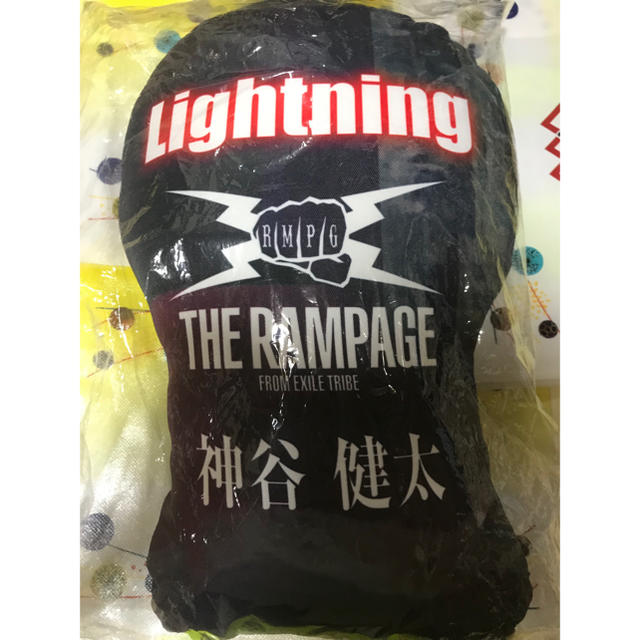 Lightning
RMPG
THE RAMPAGE
FROM EXILE TRIBE
神谷 健太